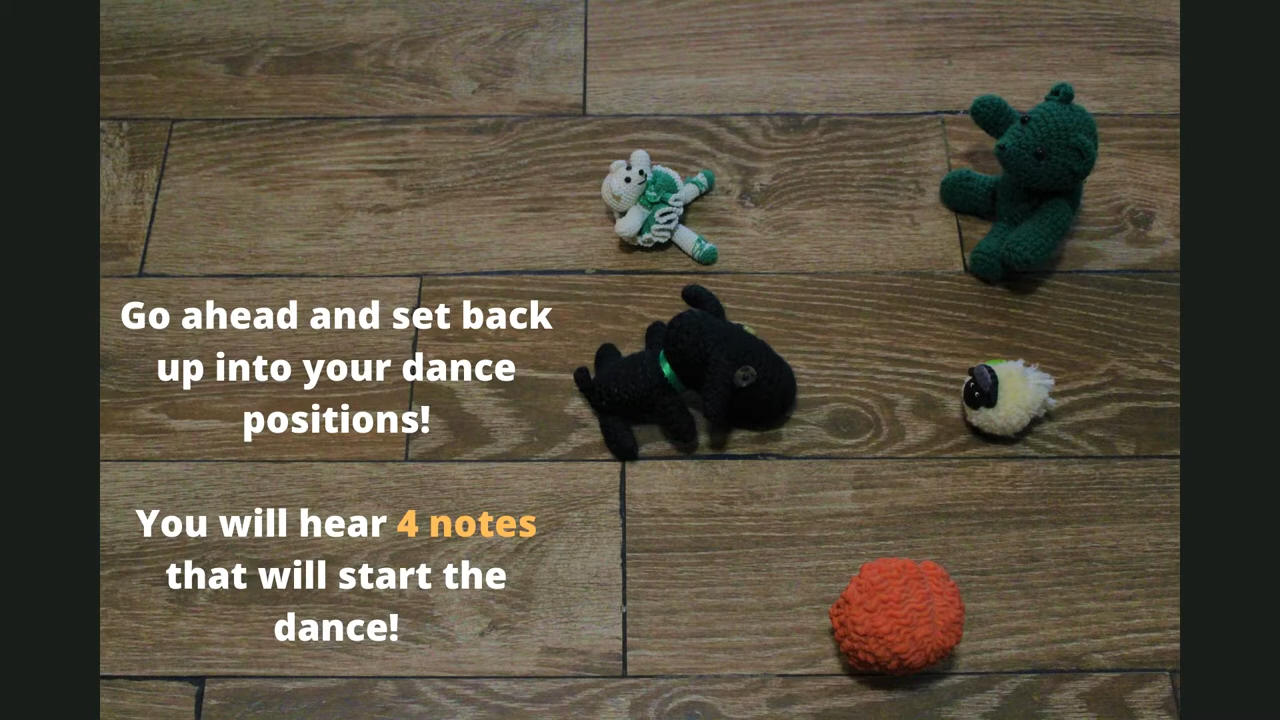 Go ahead and set back
up into your dance
positions!
You will hear 4 notes
that will start the
dance!